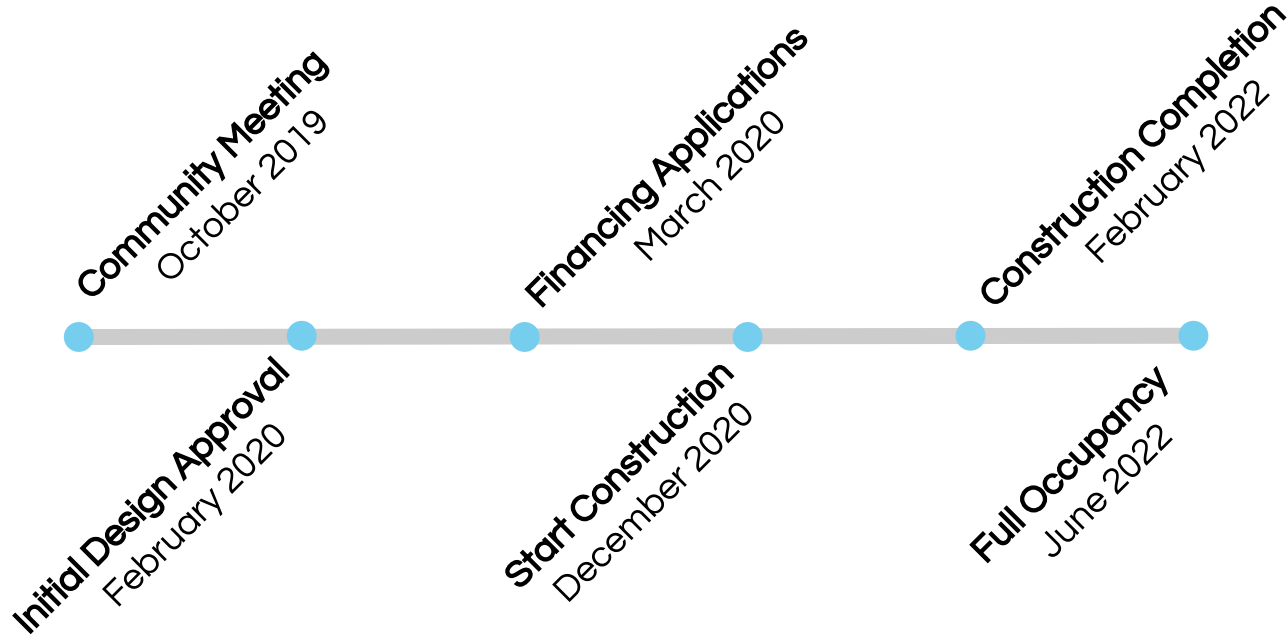 Community Meeting
October 2019
Initial Design Approval
February 2020
Financing Applications
March 2020
Start Construction
December 2020
Construction Completion
February 2022
Full Occupancy
June 2022